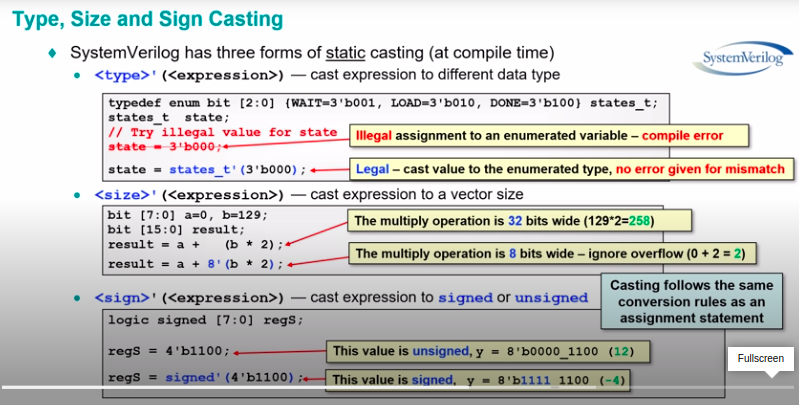 Type, Size and Sign Casting
SystemVerilog has three forms of static casting (at compile time)
SystemVerilog
<type>'(<expression>) — cast expression to different data type
typedef enum bit [2:0] {WAIT=3'b001, LOAD=3'b010, DONE=3'b100} states_t;
states_t state;
// Try illegal value for state
state = 3'b000;
Illegal assignment to an enumerated variable – compile error
state = states_t'(3'b000);
Legal – cast value to the enumerated type, no error given for mismatch
<size>'(<expression>) — cast expression to a vector size
bit [7:0] a=0, b=129;
bit [15:0] result;
result = a + (b * 2);
The multiply operation is 32 bits wide (129*2=258)
result = a + 8'(b * 2);
The multiply operation is 8 bits wide – ignore overflow (0 + 2 = 2)
<sign>'(<expression>) — cast expression to signed or unsigned
Casting follows the same
conversion rules as an
assignment statement
logic signed [7:0] regS;
regS = 4'b1100;
This value is unsigned, y = 8'b0000_1100 (12)
regS = signed'(4'b1100);
This value is signed, y = 8'b1111_1100 (-4)
Fullscreen